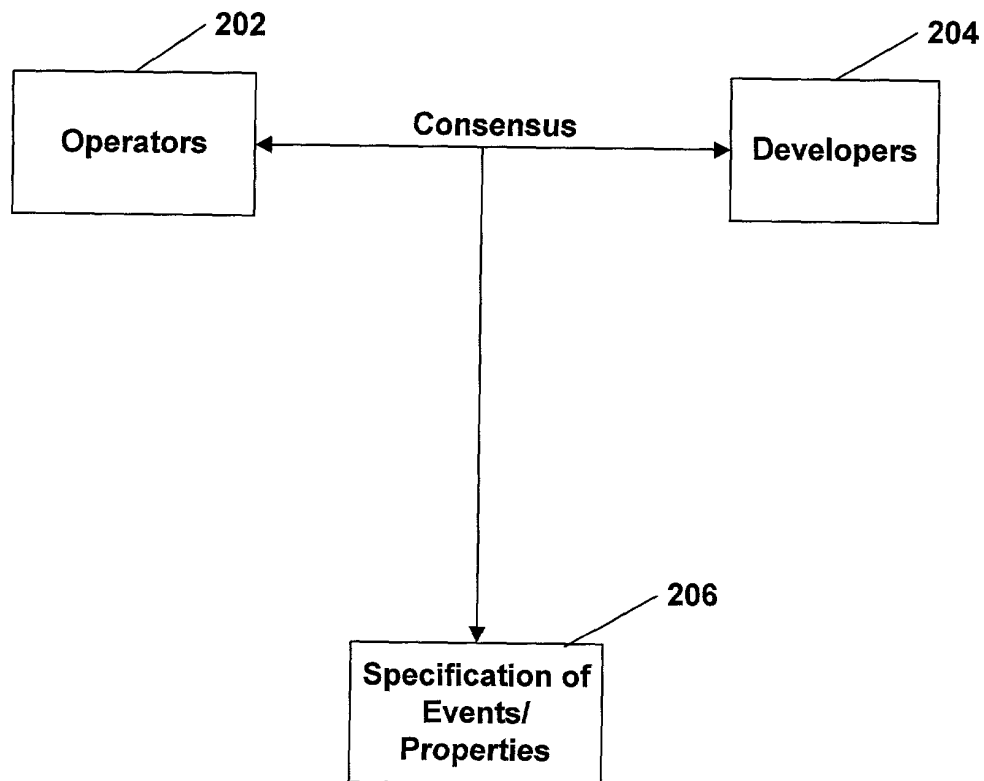 202
204
Operators
Consensus
Developers
206
Specification of
Events/
Properties